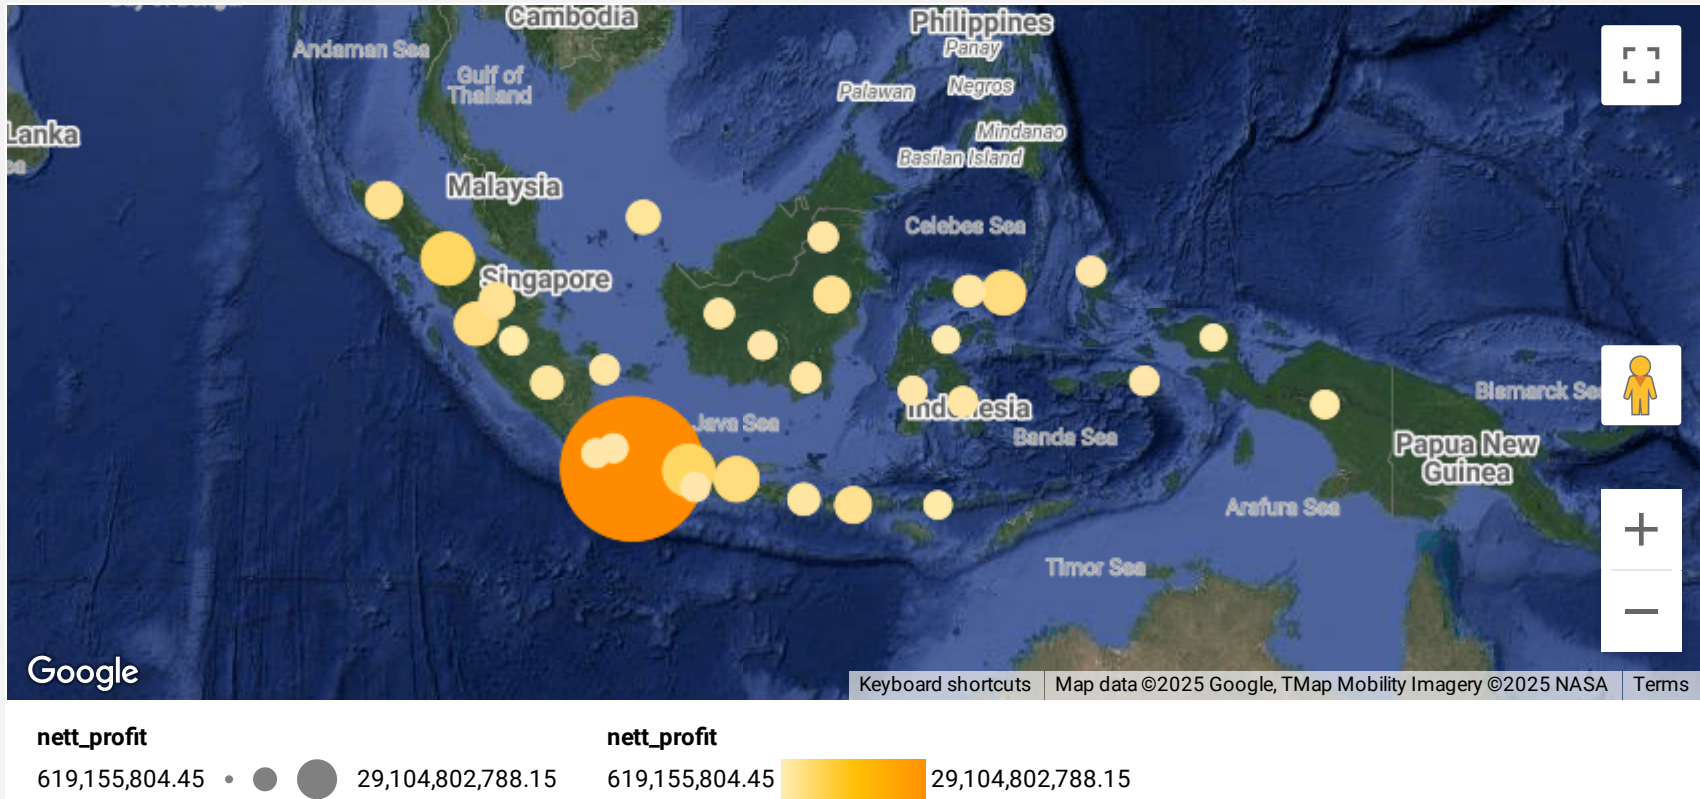 Cambodia
Philippines
Andaman Sea
Panay
Gulf of
Thailand
Palawan
Negros
Lanka
Mindanao
Basilan Island
Malaysia
Celebes Sea
Singapore
Indonesia
Java Sea
Banda Sea
Bismarck Sea
Papua New
Guinea
Arafura Sea
Timor Sea
Google
Keyboard shortcuts
Map data ©2025 Google, TMap Mobility Imagery ©2025 NASA
Terms
nett_profit
619,155,804.45
29,104,802,788.15
nett_profit
619,155,804.45
29,104,802,788.15